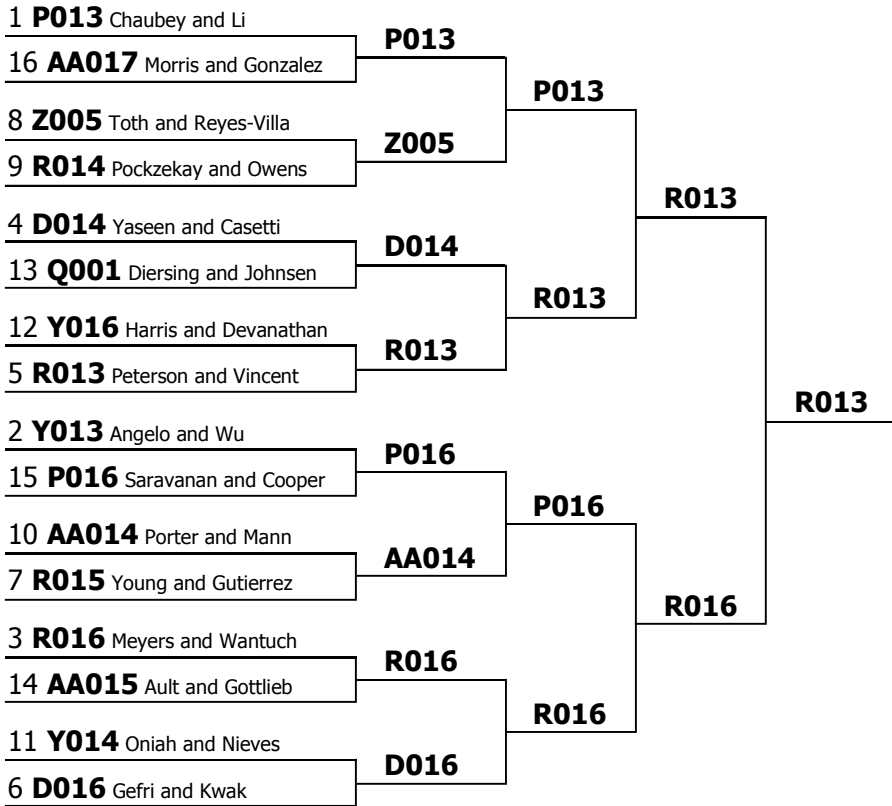 1 P013 Chaubey and Li
16 AA017 Morris and Gonzalez
8 Z005 Toth and Reyes-Villa
9 R014 Pockzekay and Owens
4 D014 Yaseen and Casetti
13 Q001 Diersing and Johnsen
12 Y016 Harris and Devanathan
5 R013 Peterson and Vincent
2 Y013 Angelo and Wu
15 P016 Saravanan and Cooper
10 AA014 Porter and Mann
7 R015 Young and Gutierrez
3 R016 Meyers and Wantuch
14 AA015 Ault and Gottlieb
11 Y014 Oniah and Nieves
6 D016 Gefri and Kwak
P013
Z005
D014
R013
P016
AA014
R016
D016
P013
R013
P016
R016
R013
R016
R013